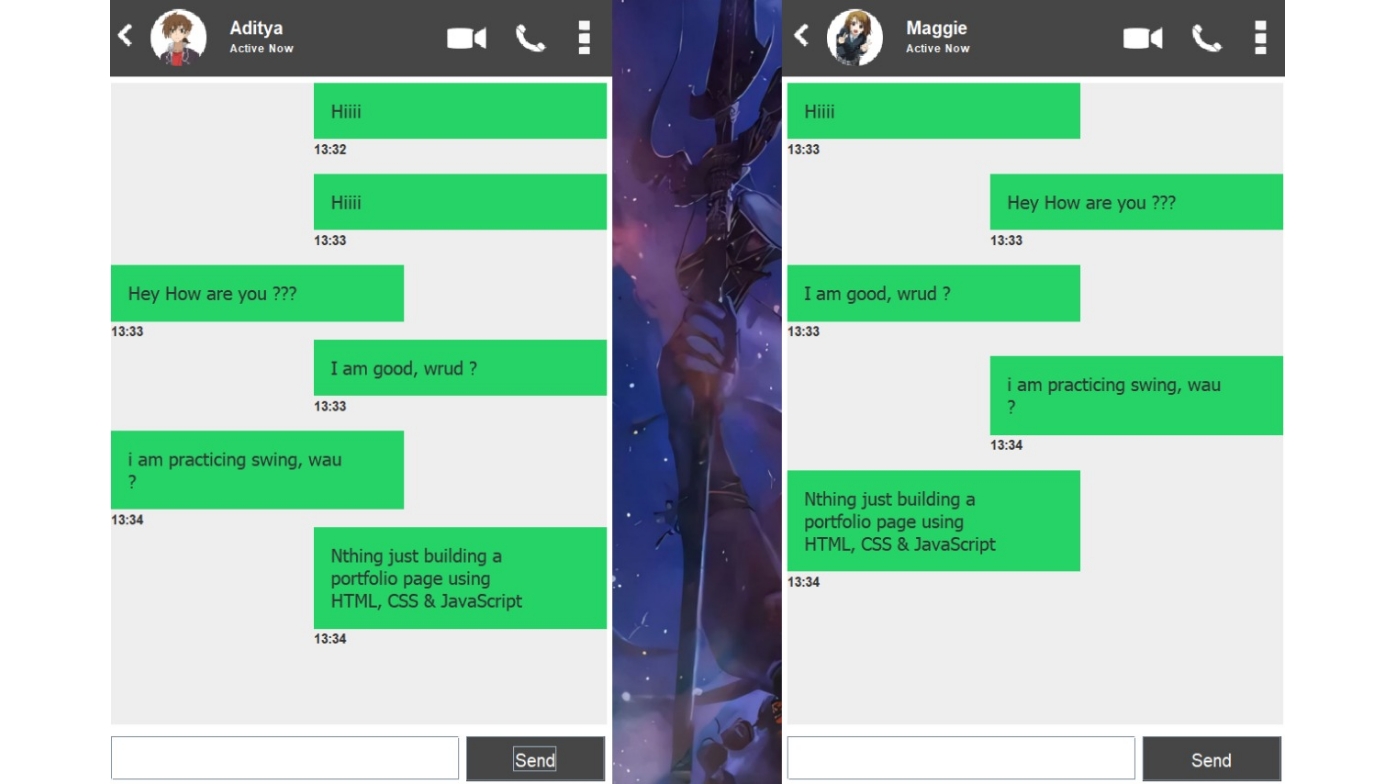 Aditya
Active Now
Hiiii
13:32
Hiiii
13:33
Hey How are you ???
13:33
I am good, wrud ?
13:33
i am practicing swing, wau
?
13:34
Nthing just building a
portfolio page using
HTML, CSS & JavaScript
13:34
Send
Maggie
Active Now
Hiiii
13:33
Hey How are you ???
13:33
I am good, wrud ?
13:33
i am practicing swing, wau
?
13:34
Nthing just building a
portfolio page using
HTML, CSS & JavaScript
13:34
Send